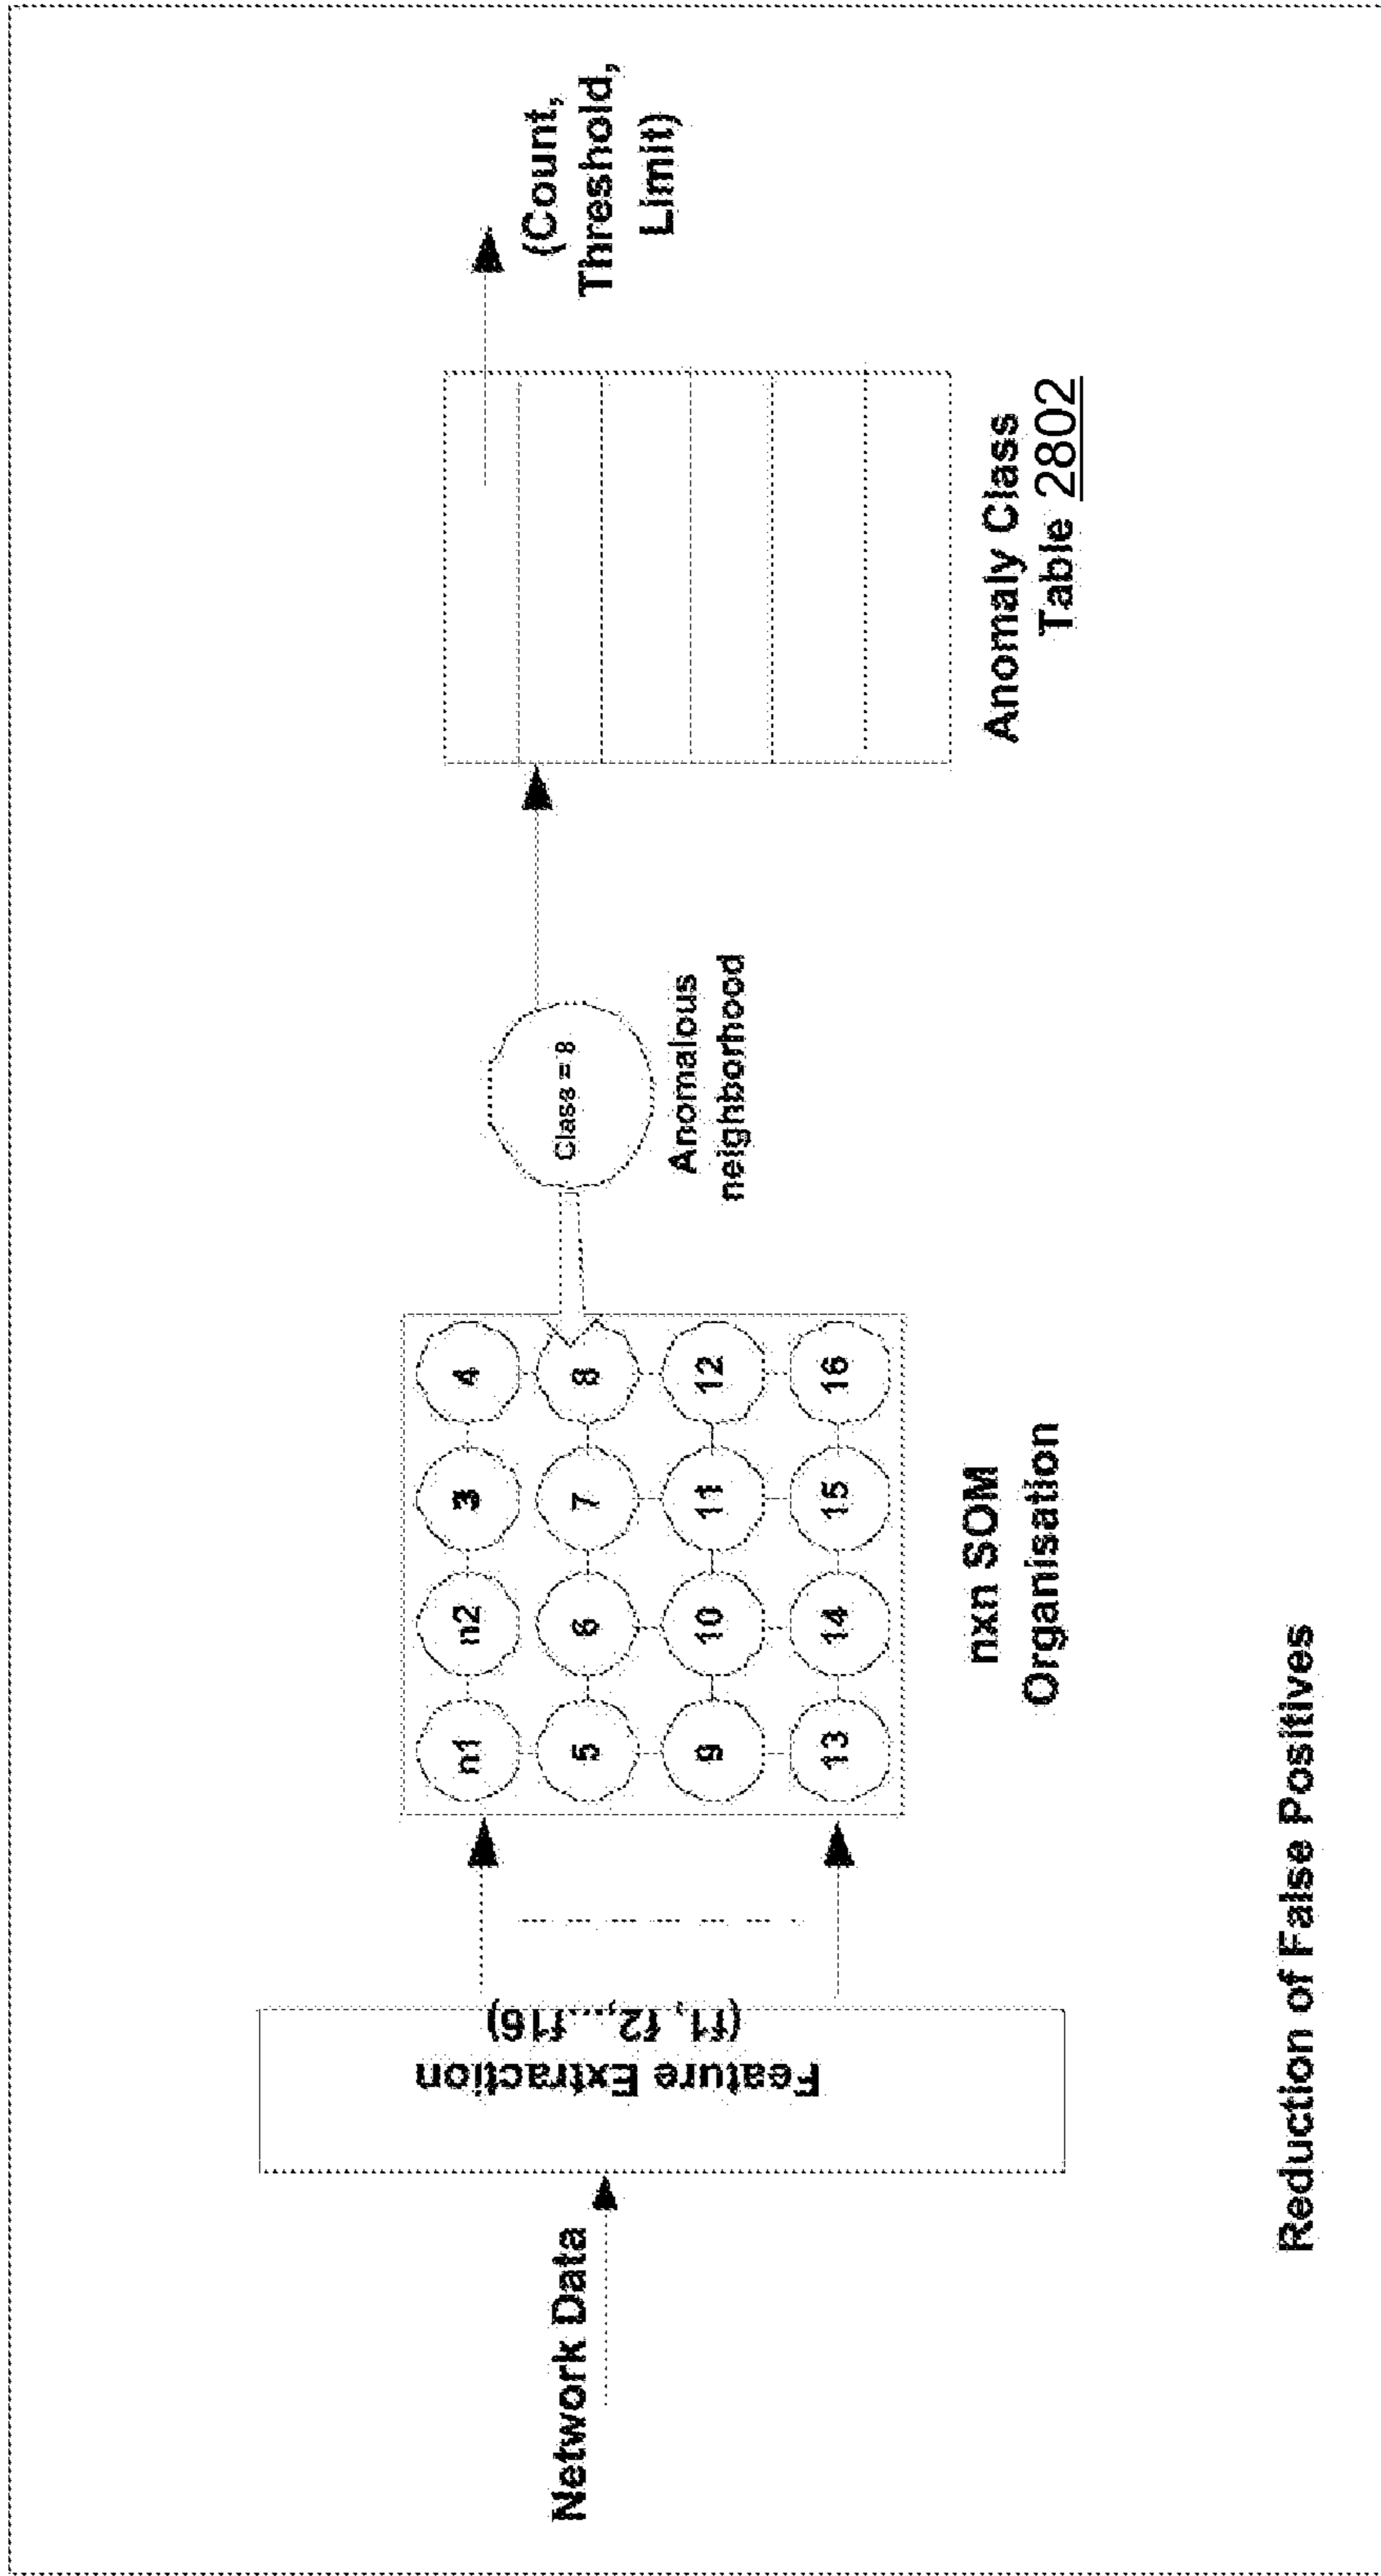 Network Data
Feature Extraction
(f1, f2,...f16)
n1 n2 3 4
5 6 7 8
9 10 11 12
13 14 15 16
nxn SOM
Organisation
Class = 8
Anomalous
neighborhood
Anomaly Class
Table 2802
(Count,
Threshold,
Limit)
Reduction of False Positives